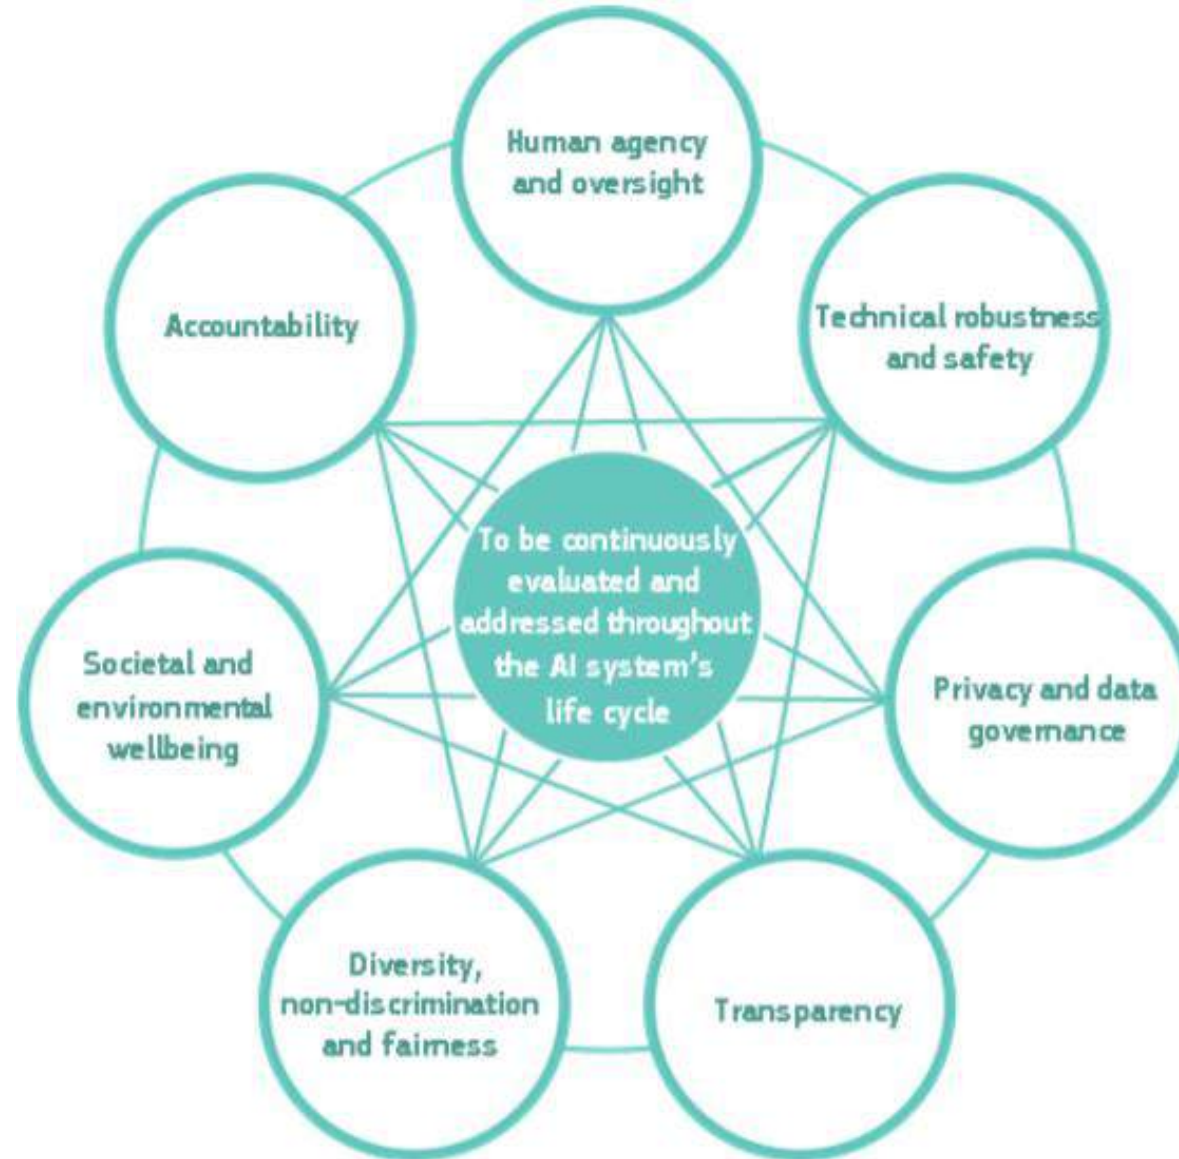 Human agency
and oversight
Technical robustness
and safety
Privacy and data
governance
Transparency
Diversity,
non-discrimination
and fairness
Societal and
environmental
wellbeing
Accountability
To be continuously
evaluated and
addressed throughout
the AI system's
life cycle